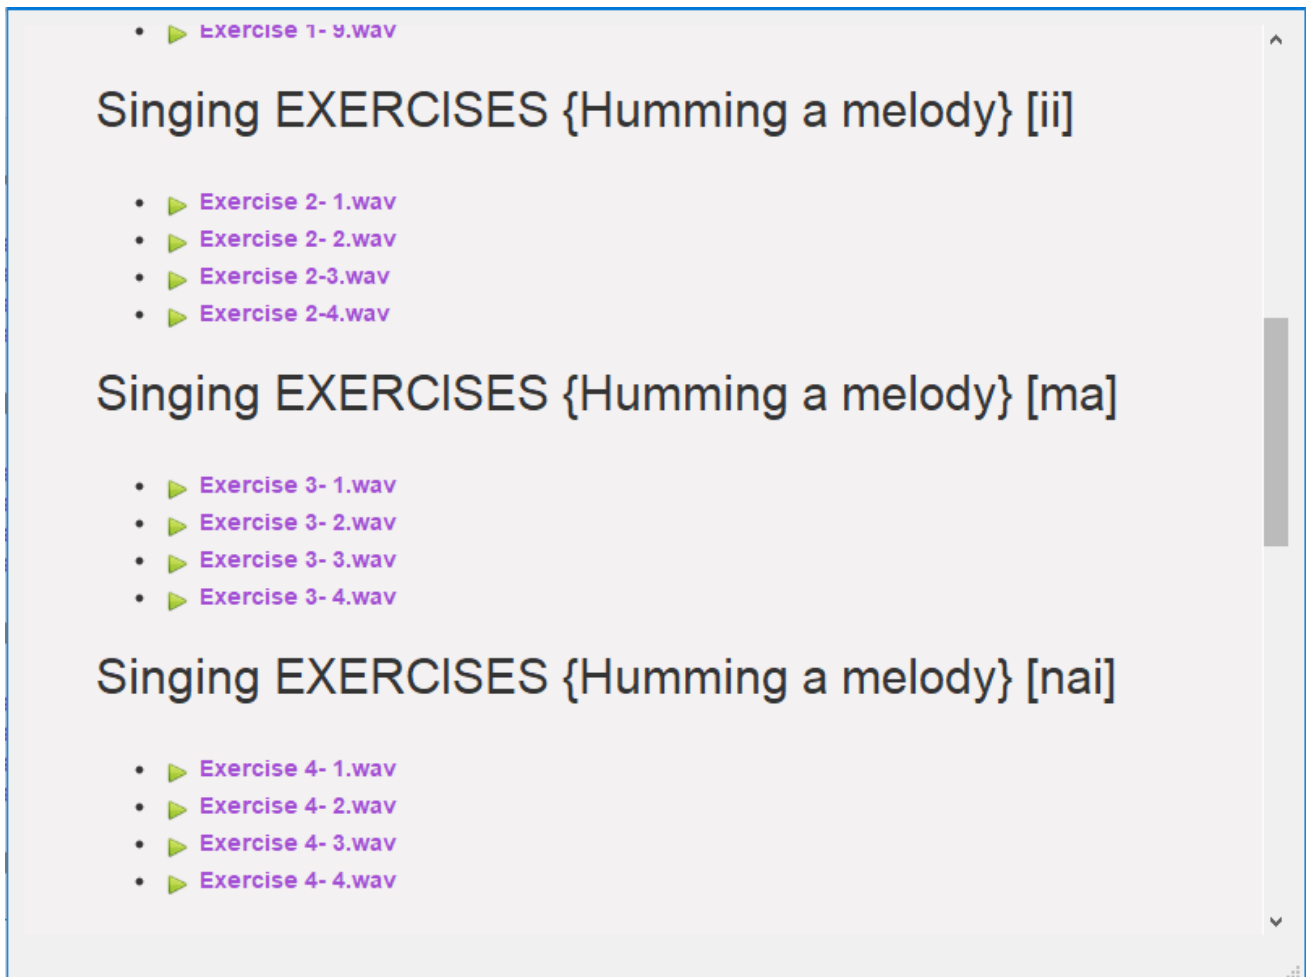 Exercise 1- 9.wav
Singing EXERCISES {Humming a melody} [ii]
Exercise 2- 1.wav
Exercise 2- 2.wav
Exercise 2-3.wav
Exercise 2-4.wav
Singing EXERCISES {Humming a melody} [ma]
Exercise 3- 1.wav
Exercise 3- 2.wav
Exercise 3- 3.wav
Exercise 3- 4.wav
Singing EXERCISES {Humming a melody} [nai]
Exercise 4- 1.wav
Exercise 4- 2.wav
Exercise 4- 3.wav
Exercise 4- 4.wav